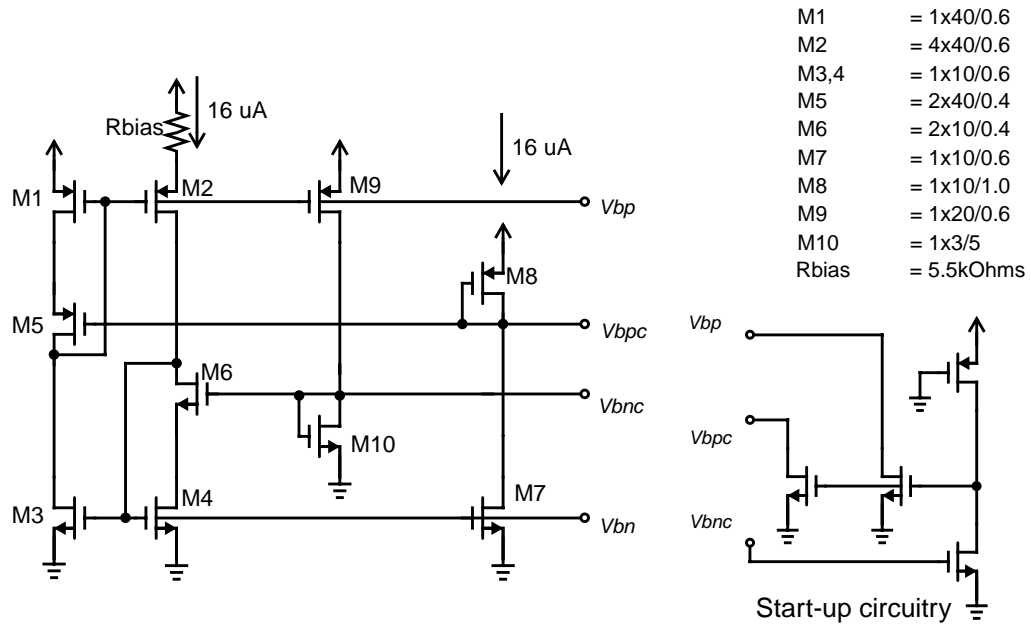 M1 = 1x40/0.6
M2 = 4x40/0.6
M3,4 = 1x10/0.6
M5 = 2x40/0.4
M6 = 2x10/0.4
M7 = 1x10/0.6
M8 = 1x10/1.0
M9 = 1x20/0.6
M10 = 1x3/5
Rbias = 5.5kOhms
16 uA
Rbias
16 uA
M1
M2
M9
Vbp
M8
M5
Vbpc
M6
Vbnc
M10
M3
M4
M7
Vbn
Vbp
Vbpc
Vbnc
Start-up circuitry